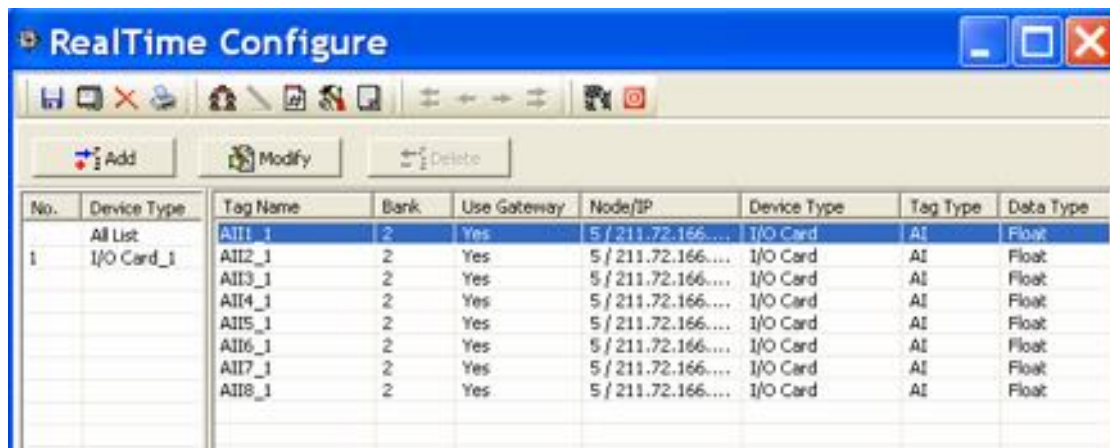 RealTime Configure
Add Modify Delete
No. Device Type Tag Name Bank Use Gateway Node/IP Device Type Tag Type Data Type
All List AII1_1 2 Yes 5 / 211.72.166.... I/O Card AI Float
1 I/O Card_1 AII2_1 2 Yes 5 / 211.72.166.... I/O Card AI Float
AII3_1 2 Yes 5 / 211.72.166.... I/O Card AI Float
AII4_1 2 Yes 5 / 211.72.166.... I/O Card AI Float
AII5_1 2 Yes 5 / 211.72.166.... I/O Card AI Float
AII6_1 2 Yes 5 / 211.72.166.... I/O Card AI Float
AII7_1 2 Yes 5 / 211.72.166.... I/O Card AI Float
AII8_1 2 Yes 5 / 211.72.166.... I/O Card AI Float